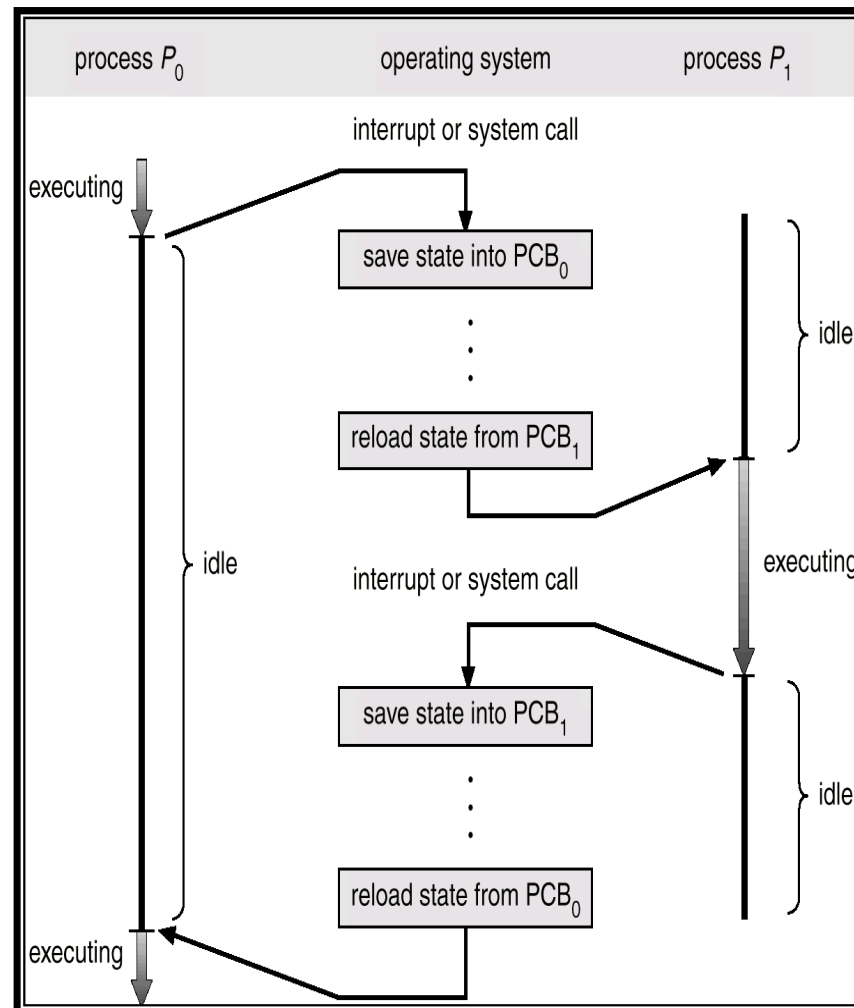 process P₀ operating system process P₁
interrupt or system call
executing
save state into PCB₀
idle
reload state from PCB₁
idle
executing
interrupt or system call
save state into PCB₁
idle
reload state from PCB₀
executing